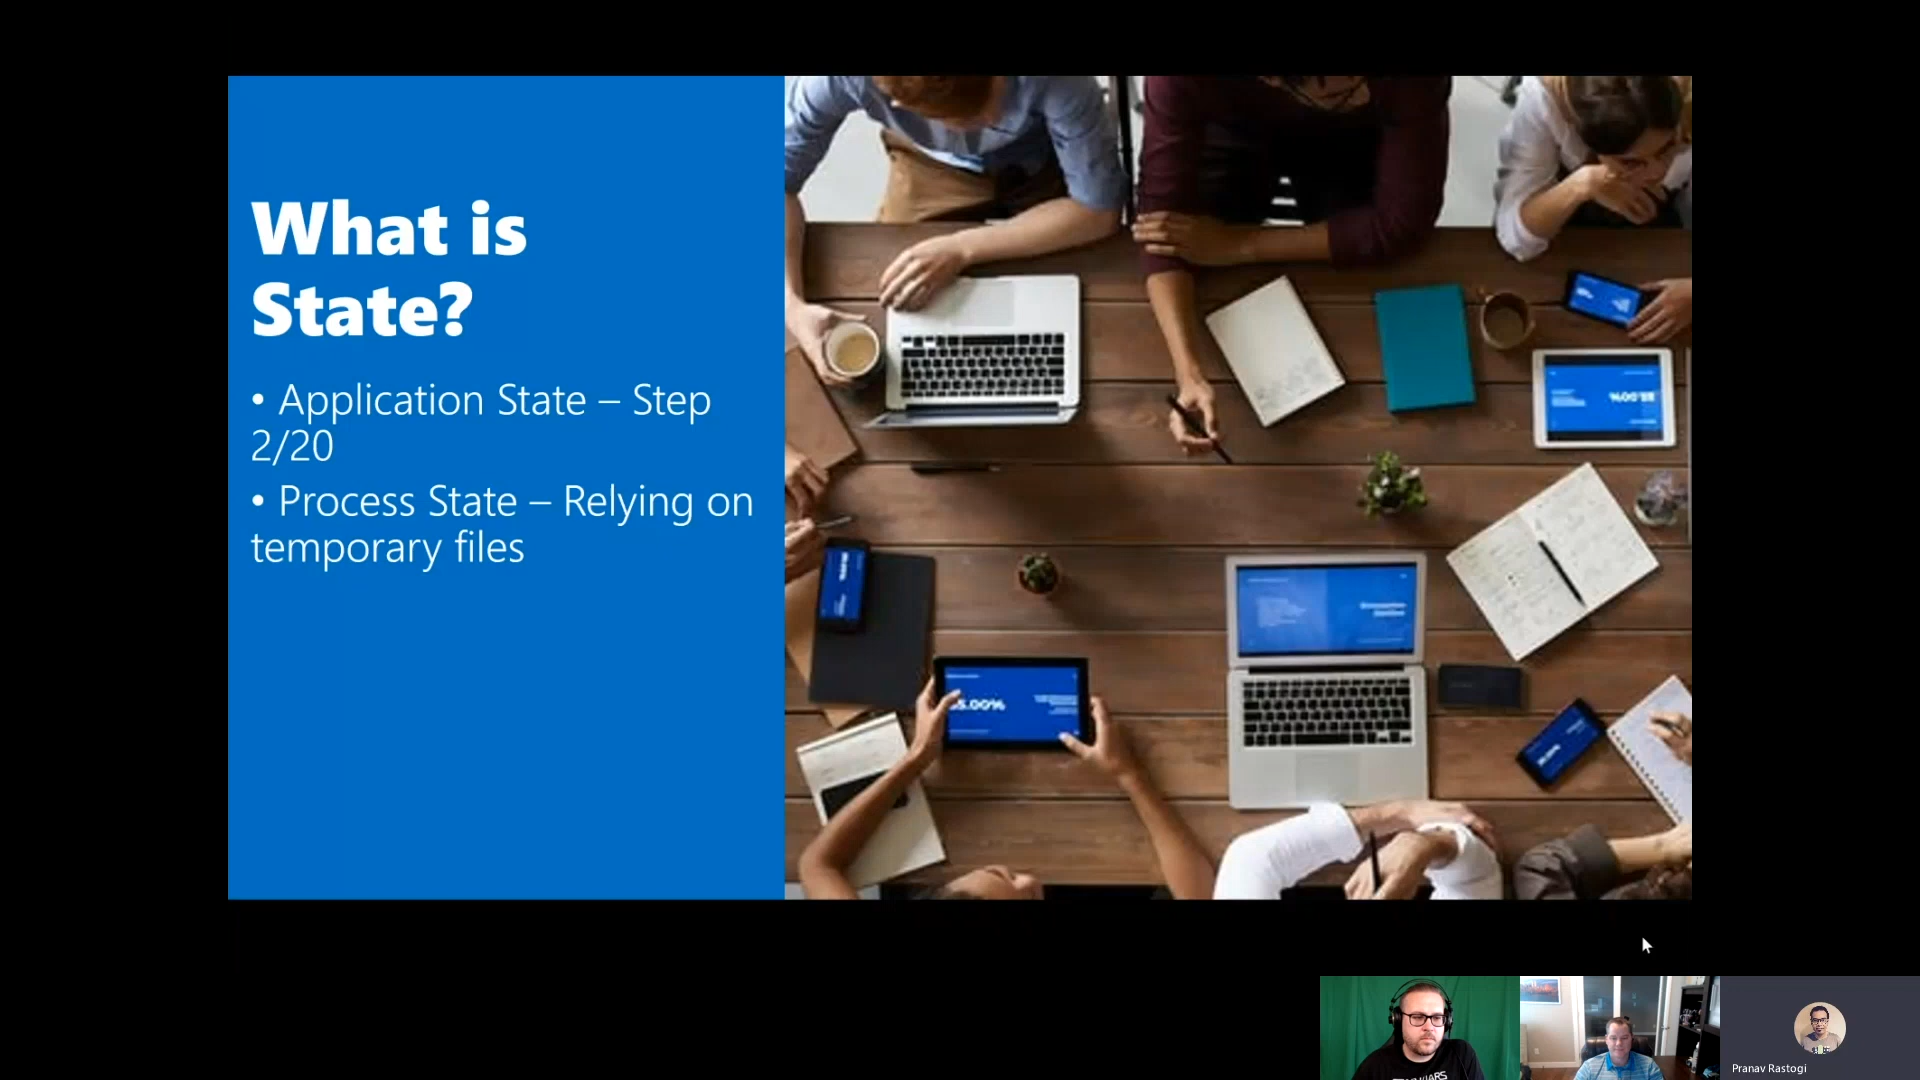 What is
State?
• Application State – Step
2/20
• Process State – Relying on
temporary files
Pranav Rastogi